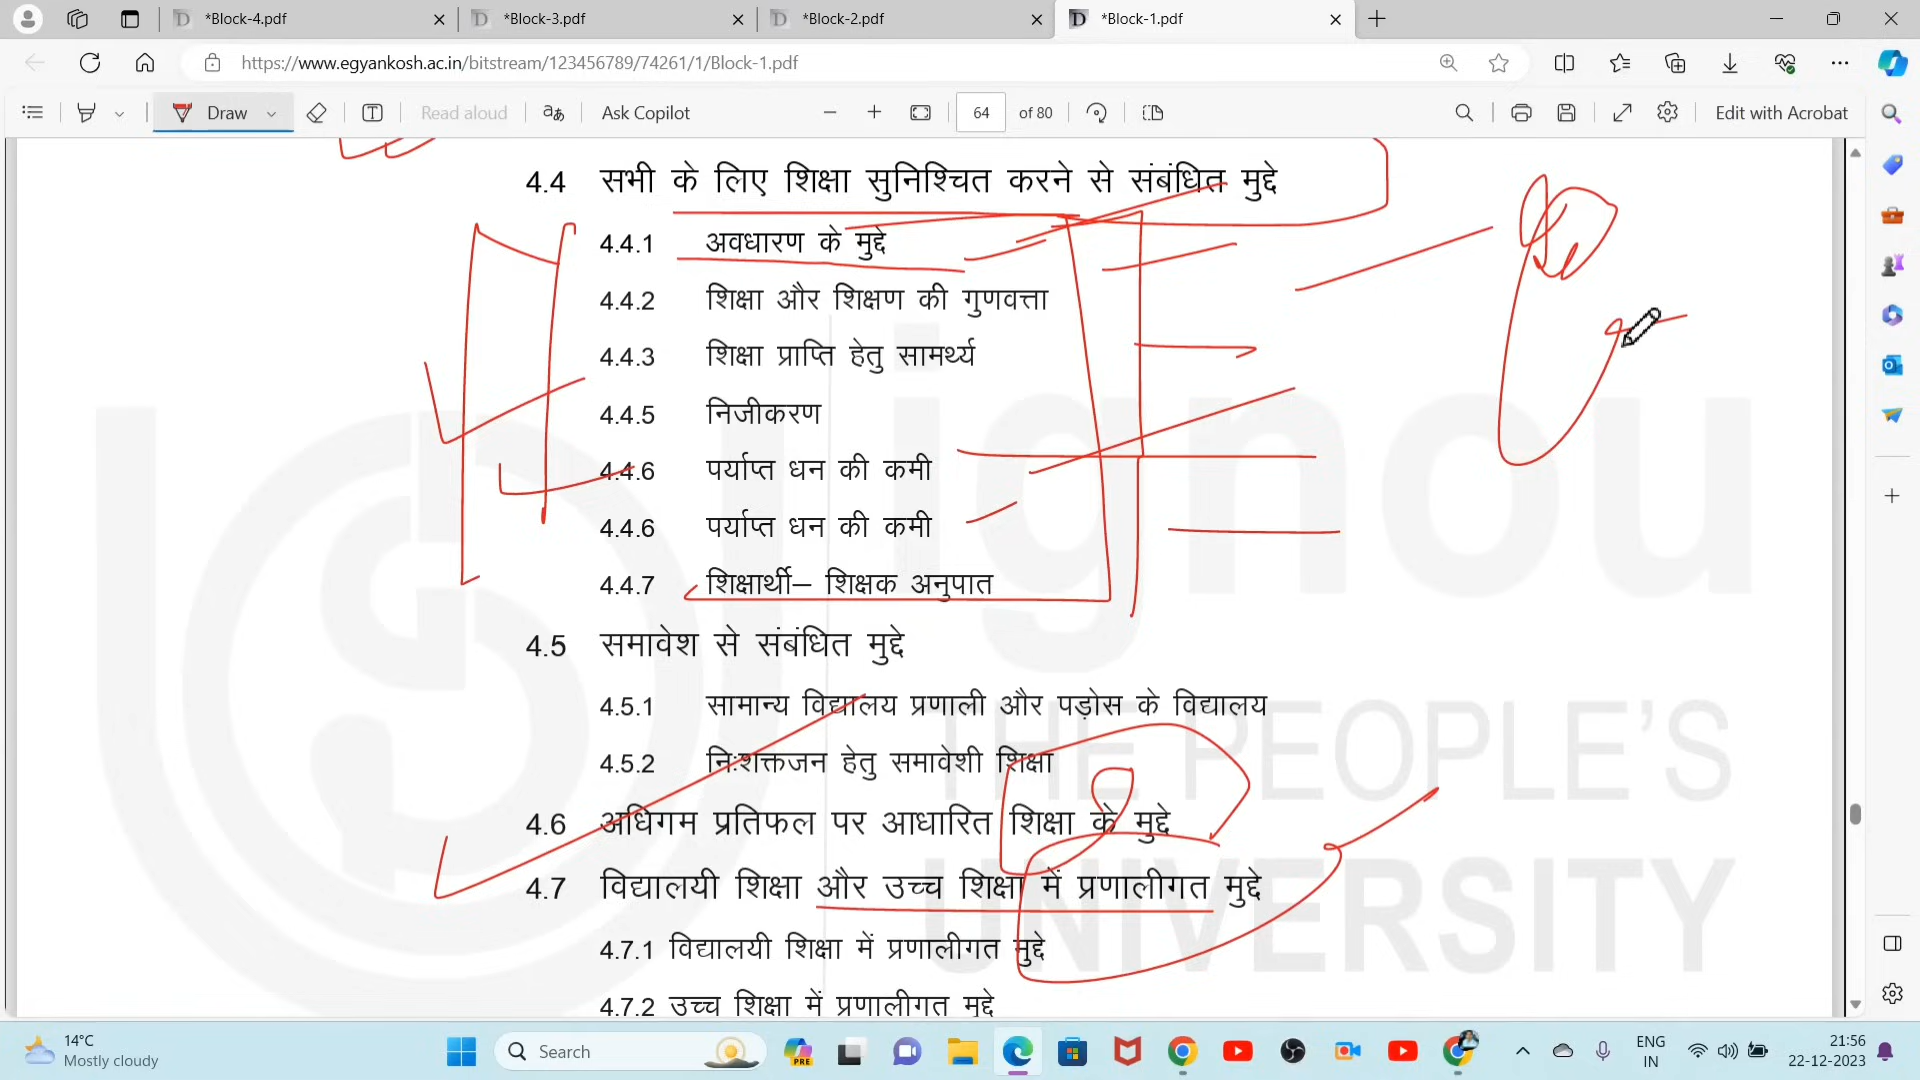 *Block-4.pdf
*Block-3.pdf
*Block-2.pdf
*Block-1.pdf
https://www.egyankosh.ac.in/bitstream/123456789/74261/1/Block-1.pdf
Draw
Read aloud
Ask Copilot
64
of 80
Edit with Acrobat
4.4 सभी के लिए शिक्षा सुनिश्चित करने से संबंधित मुद्दे
4.4.1 अवधारण के मुद्दे
4.4.2 शिक्षा और शिक्षण की गुणवत्ता
4.4.3 शिक्षा प्राप्ति हेतु सामर्थ्य
4.4.5 निजीकरण
4.4.6 पर्याप्त धन की कमी
4.4.6 पर्याप्त धन की कमी
4.4.7 शिक्षार्थी– शिक्षक अनुपात
4.5 समावेश से संबंधित मुद्दे
4.5.1 सामान्य विद्यालय प्रणाली और पड़ोस के विद्यालय
4.5.2 निःशक्तजन हेतु समावेशी शिक्षा
4.6 अधिगम प्रतिफल पर आधारित शिक्षा के मुद्दे
4.7 विद्यालयी शिक्षा और उच्च शिक्षा में प्रणालीगत मुद्दे
4.7.1 विद्यालयी शिक्षा में प्रणालीगत मुद्दे
4.7.2 उच्च शिक्षा में प्रणालीगत मुद्दे
ignou
THE PEOPLE'S
UNIVERSITY
14°C
Mostly cloudy
Search
PRE
ENG
IN
21:56
22-12-2023